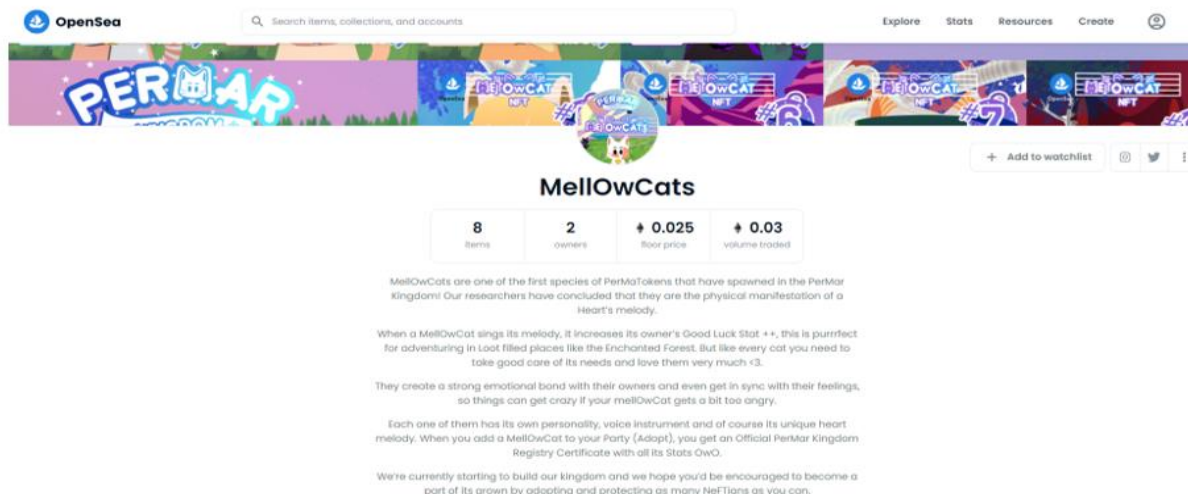 OpenSea
Search items, collections, and accounts
Explore Stats Resources Create
PERMAR
KINGDOM
MEllOwCAT
NFT
MEllOwCAT
NFT
#6
MEllOwCAT
NFT
#7
MEllOwCAT
NFT
+ Add to watchlist
MellOwCats
8 2 0.025 0.03
items owners floor price volume traded
MellOwCats are one of the first species of PerMaTokens that have spawned in the PerMar
Kingdom! Our researchers have concluded that they are the physical manifestation of a
Heart's melody.
When a MellOwCat sings its melody, it increases its owner's Good Luck Stat ++, this is purrrfect
for adventuring in Loot filled places like the Enchanted Forest. But like every cat you need to
take good care of its needs and love them very much <3.
They create a strong emotional bond with their owners and even get in sync with their feelings,
so things can get crazy if your mellOwCat gets a bit too angry.
Each one of them has its own personality, voice instrument and of course its unique heart
melody. When you add a MellOwCat to your Party (Adopt), you get an Official PerMar Kingdom
Registry Certificate with all its Stats OwO.
We're currently starting to build our kingdom and we hope you'd be encouraged to become a
part of its grown by adopting and protecting as many NeFTians as you can.